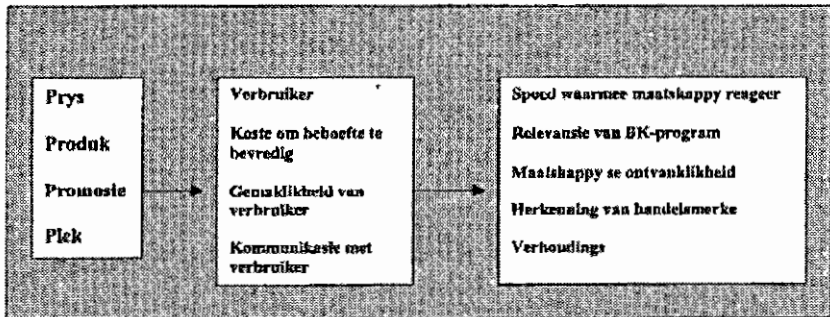 Prys
Produk
Promosie
Plek
Verbruiker
Koste om behoefte te
bevredig
Gemaklikheid van
verbruiker
Kommunikasie met
verbruiker
Spoed waarmee maatskappy reageer
Relevansie van BK-program
Maatskappy se ontvanklikheid
Herkenning van handelsmerke
Verhoudings